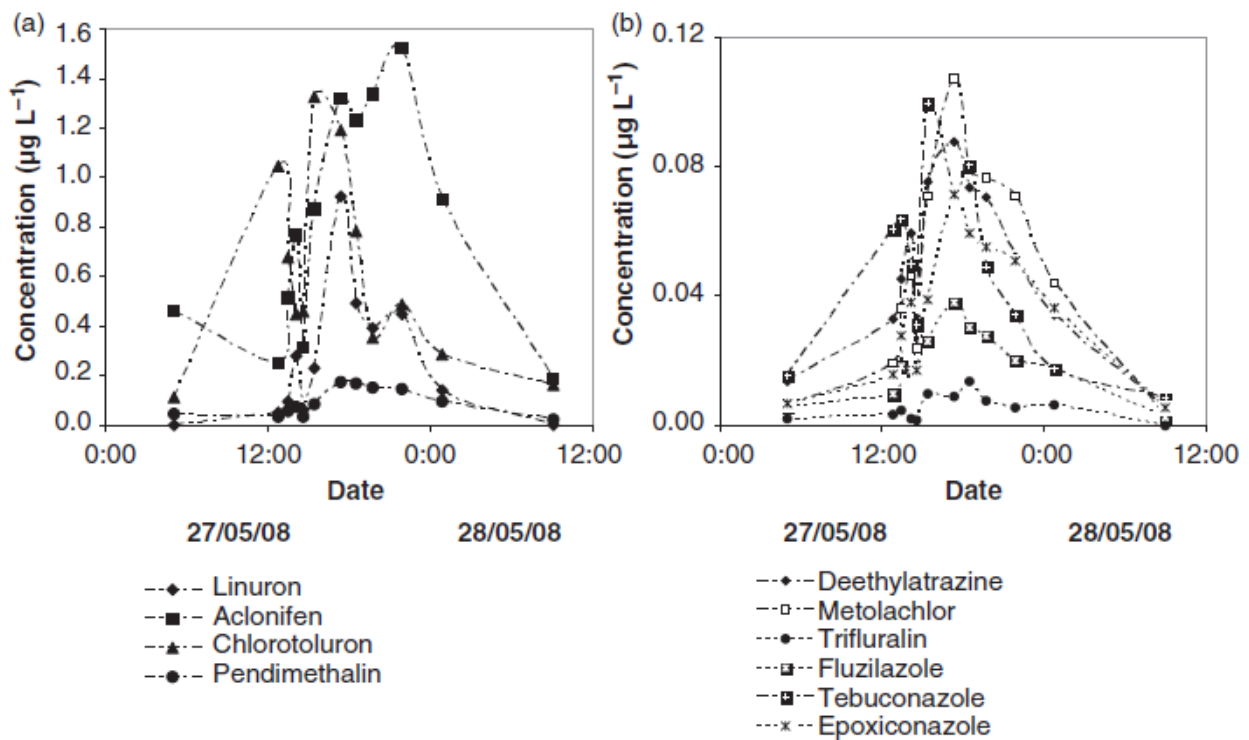 (a)
Concentration (µg L⁻¹)
1.6
1.4
1.2
1.0
0.8
0.6
0.4
0.2
0.0
0:00 12:00 0:00 12:00
Date
27/05/08 28/05/08
Linuron
Aclonifen
Chlorotoluron
Pendimethalin
(b)
Concentration (µg L⁻¹)
0.12
0.08
0.04
0.00
0:00 12:00 0:00 12:00
Date
27/05/08 28/05/08
Deethylatrazine
Metolachlor
Trifluralin
Fluzilazole
Tebuconazole
Epoxiconazole